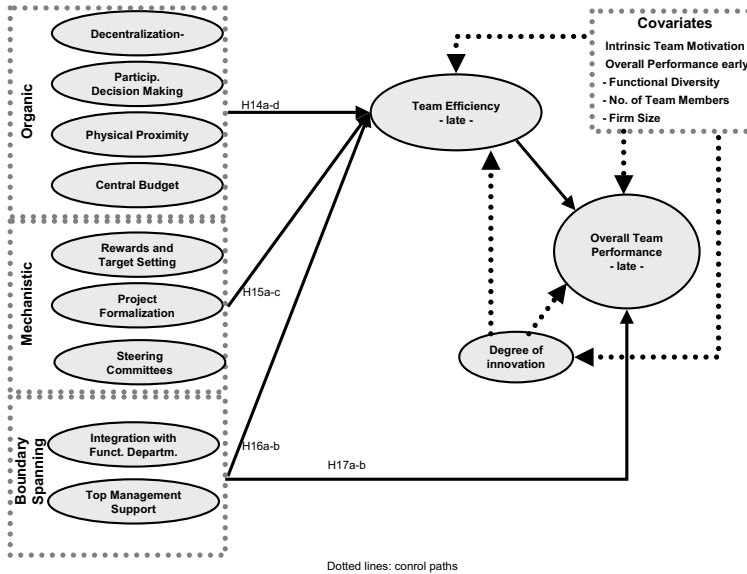 Organic
Decentralization-
Particip.
Decision Making
Physical Proximity
Central Budget
Mechanistic
Rewards and
Target Setting
Project
Formalization
Steering
Committees
Boundary
Spanning
Integration with
Funct. Departm.
Top Management
Support
H14a-d
H15a-c
H16a-b
H17a-b
Team Efficiency
- late -
Overall Team
Performance
- late -
Degree of
innovation
Covariates
Intrinsic Team Motivation
Overall Performance early
- Functional Diversity
- No. of Team Members
- Firm Size
Dotted lines: conrol paths